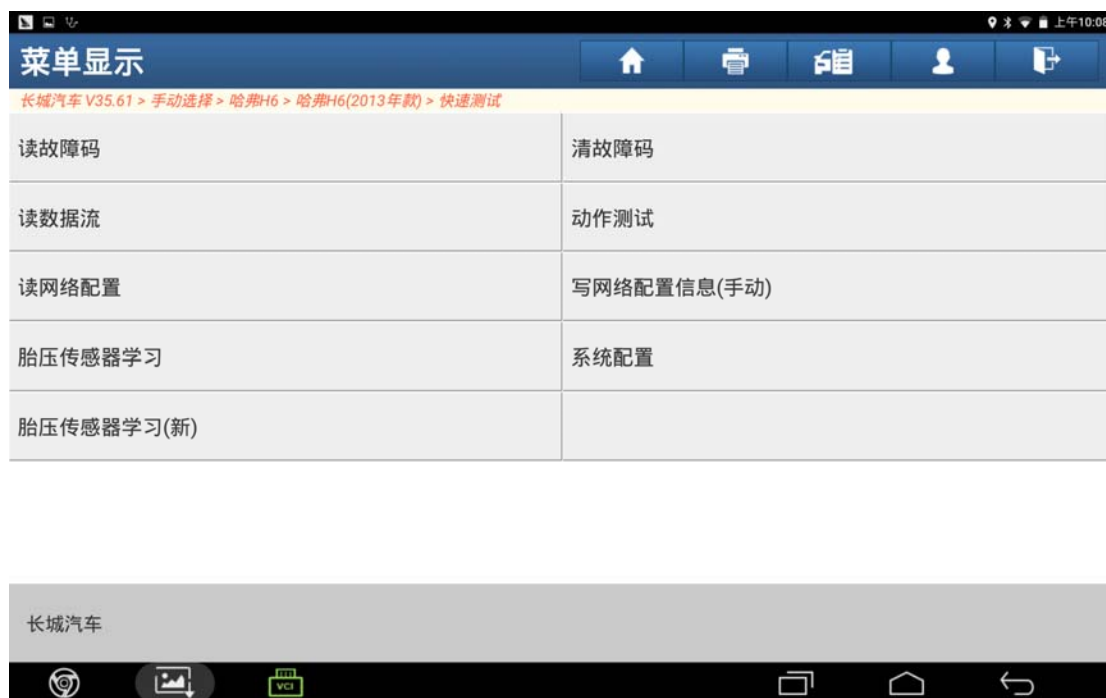 上午10:08
菜单显示
长城汽车 V35.61 > 手动选择 > 哈弗H6 > 哈弗H6(2013年款) > 快速测试
读故障码 清故障码
读数据流 动作测试
读网络配置 写网络配置信息(手动)
胎压传感器学习 系统配置
胎压传感器学习(新)
长城汽车
VCI